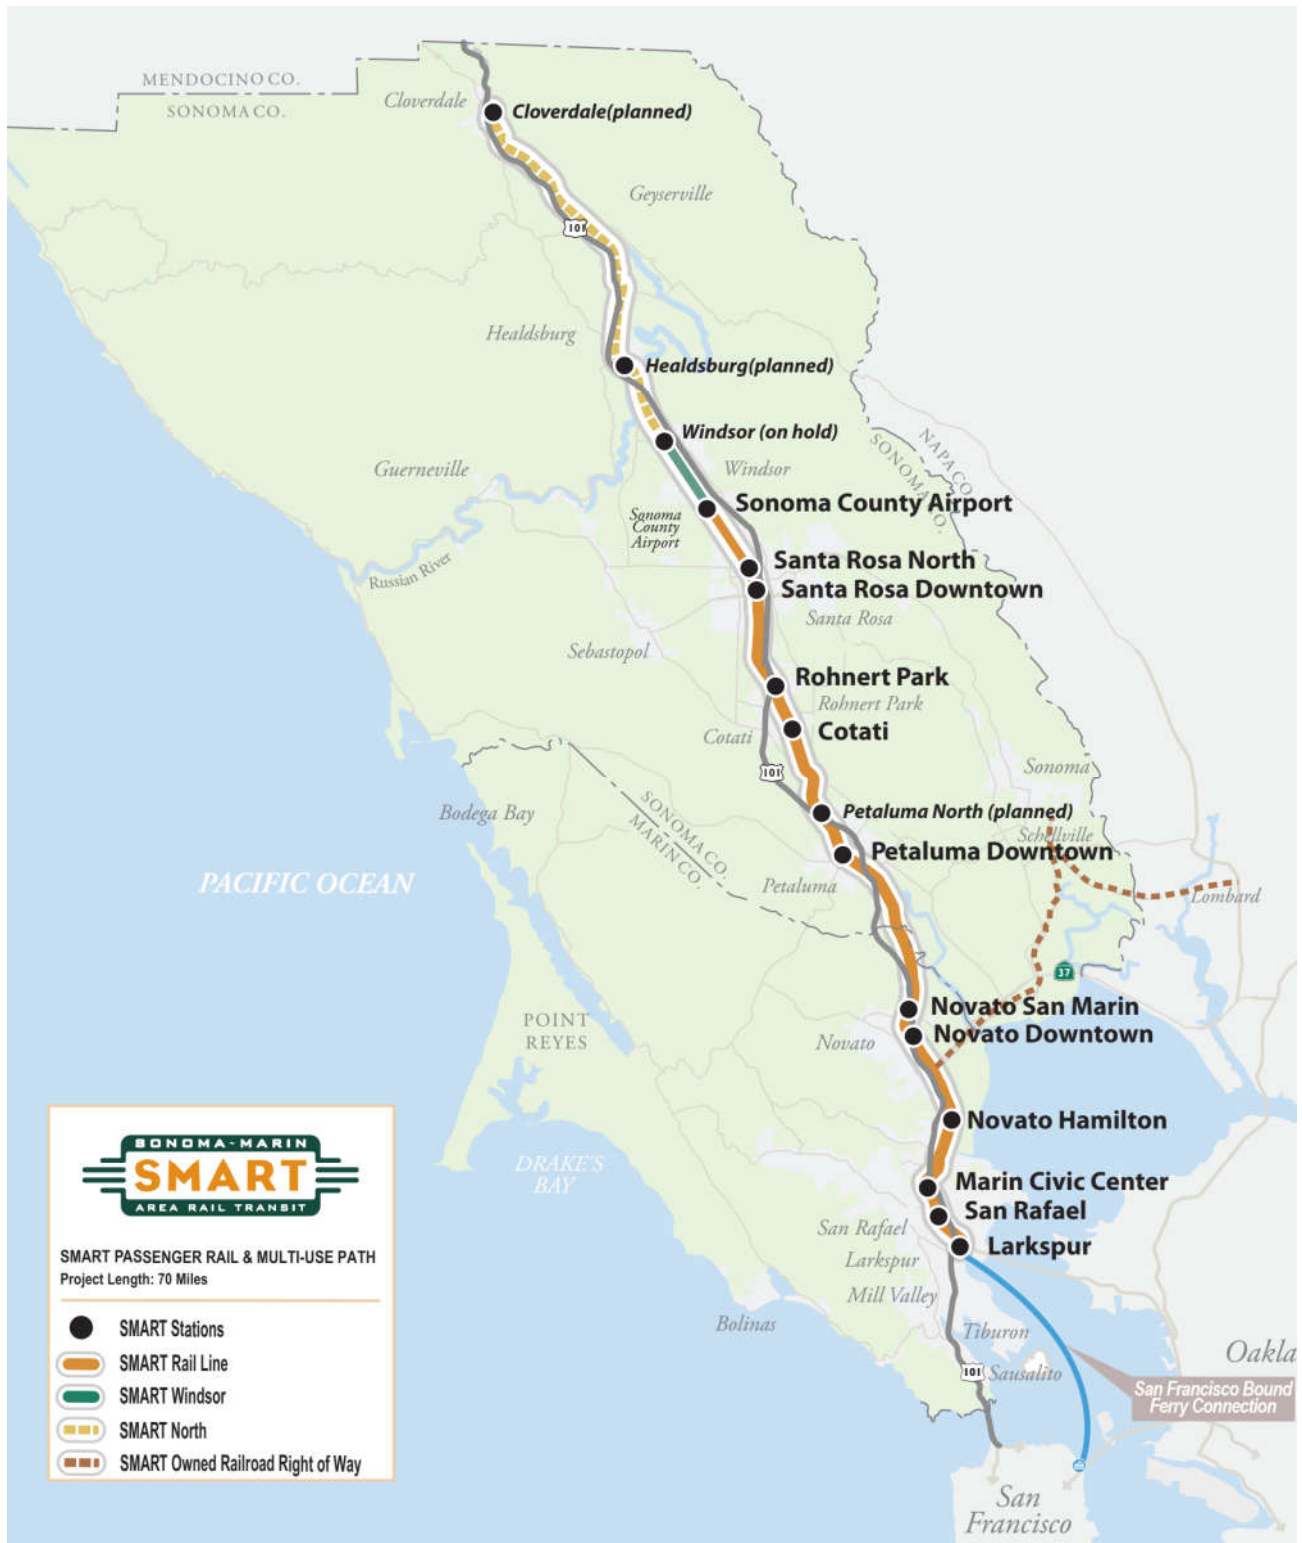 MENDOCINO CO.
SONOMA CO.
Cloverdale
Cloverdale(planned)
Geyserville
101
Healdsburg
Healdsburg(planned)
Windsor (on hold)
NAPA CO.
SONOMA CO.
Guerneville
Windsor
Sonoma County Airport
Sonoma
County
Airport
Santa Rosa North
Russian River
Santa Rosa Downtown
Santa Rosa
Sebastopol
Rohnert Park
Rohnert Park
Cotati
Cotati
101
Sonoma
SONOMA CO.
MARIN CO.
Bodega Bay
Petaluma North (planned)
Schellville
Petaluma Downtown
PACIFIC OCEAN
Petaluma
Lombard
37
Novato San Marin
POINT
REYES
Novato
Novato Downtown
Novato Hamilton
DRAKE'S
BAY
Marin Civic Center
San Rafael
San Rafael
Larkspur
Larkspur
Mill Valley
Bolinas
Tiburon
101
Sausalito
Oakla
San Francisco Bound
Ferry Connection
San
Francisco
SONOMA-MARIN
SMART
AREA RAIL TRANSIT
SMART PASSENGER RAIL & MULTI-USE PATH
Project Length: 70 Miles
SMART Stations
SMART Rail Line
SMART Windsor
SMART North
SMART Owned Railroad Right of Way